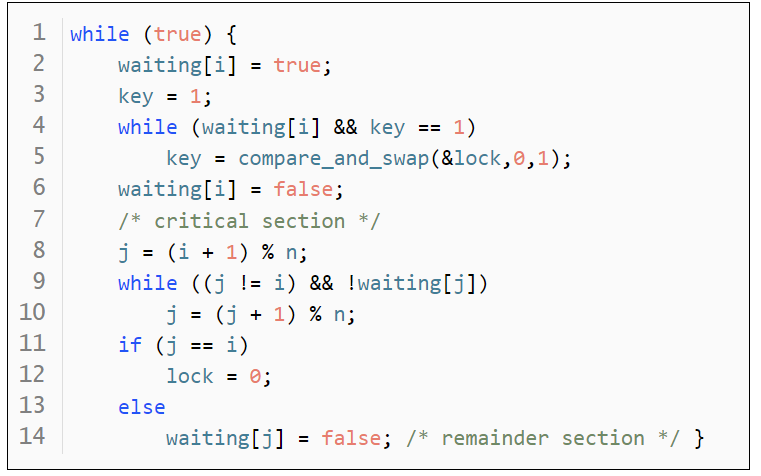 1 while (true) {
2 waiting[i] = true;
3 key = 1;
4 while (waiting[i] && key == 1)
5 key = compare_and_swap(&lock,0,1);
6 waiting[i] = false;
7 /* critical section */
8 j = (i + 1) % n;
9 while ((j != i) && !waiting[j])
10 j = (j + 1) % n;
11 if (j == i)
12 lock = 0;
13 else
14 waiting[j] = false; /* remainder section */ }